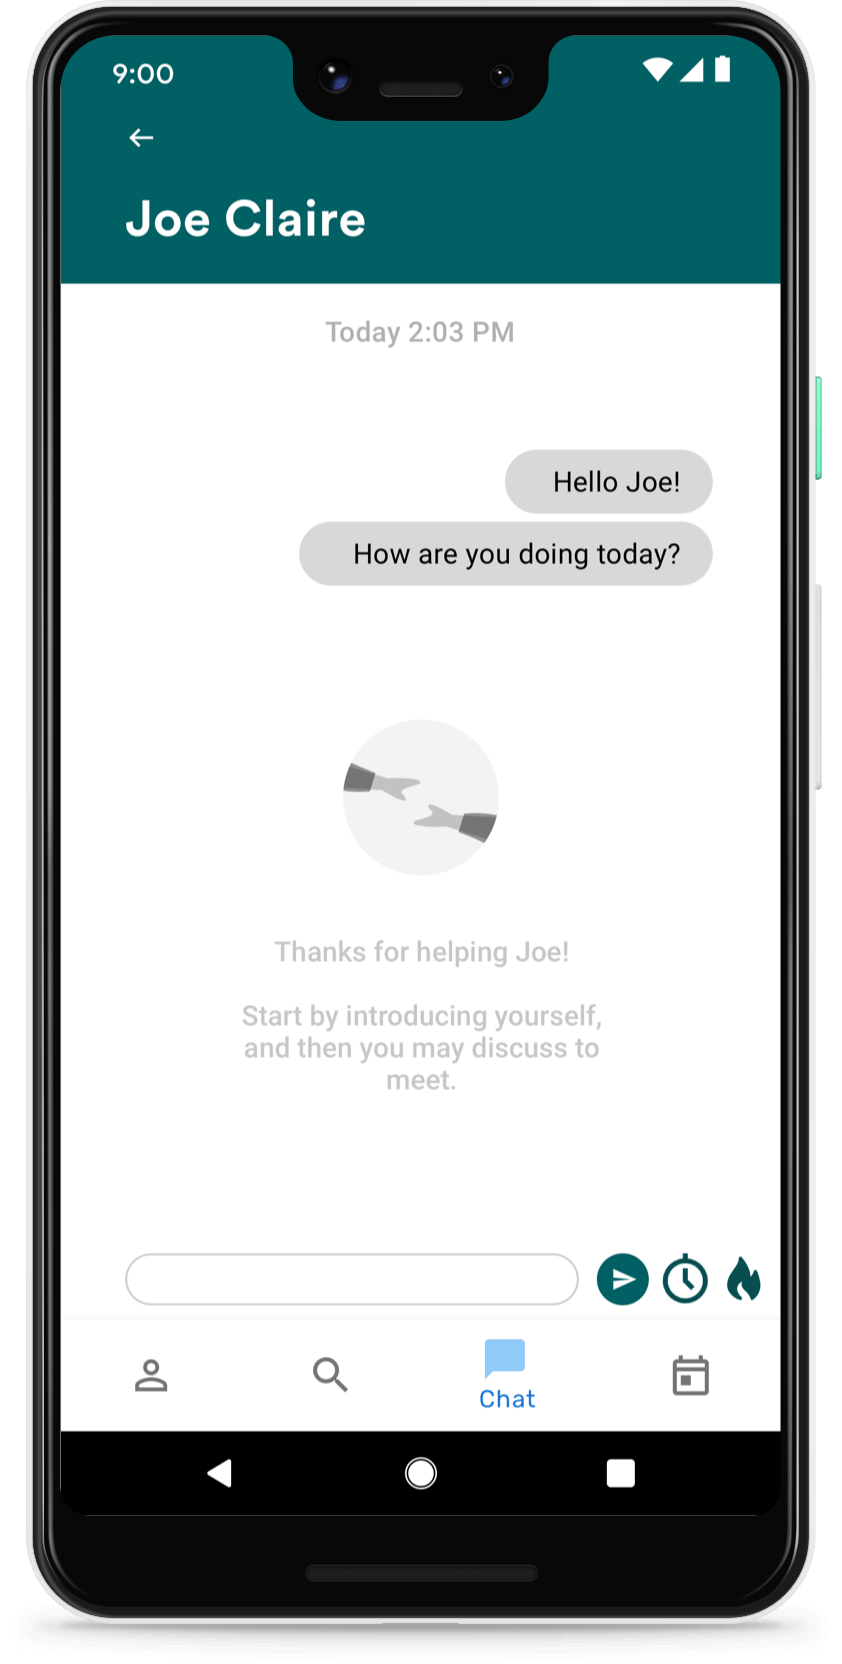 9:00
Joe Claire
Today 2:03 PM
Hello Joe!
How are you doing today?
Thanks for helping Joe!
Start by introducing yourself,
and then you may discuss to
meet.
Chat